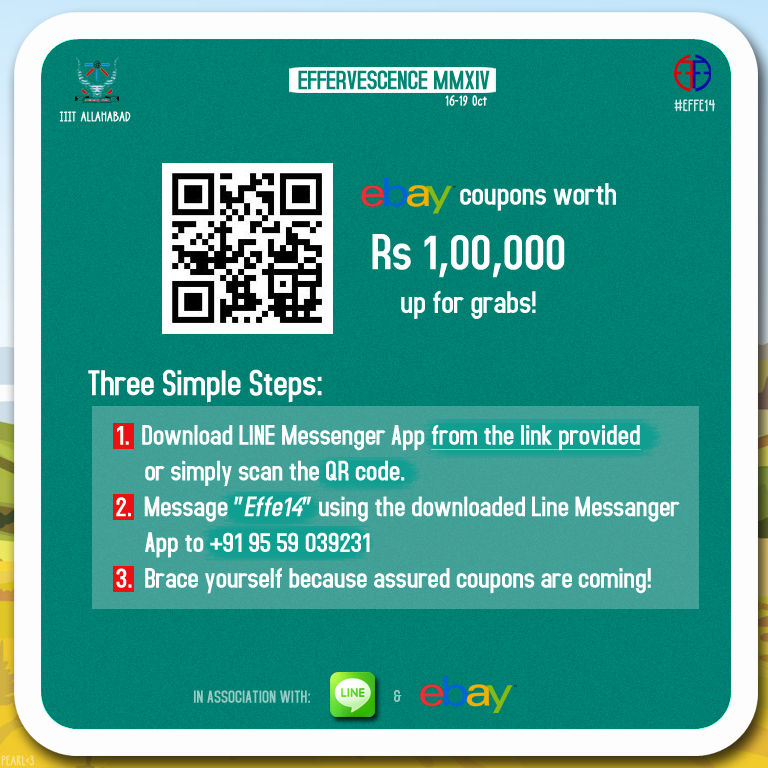 EFFERVESCENCE MMXIV
16-19 Oct
IIIT ALLAHABAD
#EFFE14
ebay coupons worth
Rs 1,00,000
up for grabs!
Three Simple Steps:
1. Download LINE Messenger App from the link provided
or simply scan the QR code.
2. Message "Effe14" using the downloaded Line Messanger
App to +91 95 59 039231
3. Brace yourself because assured coupons are coming!
IN ASSOCIATION WITH: LINE & ebay
PEARL<3